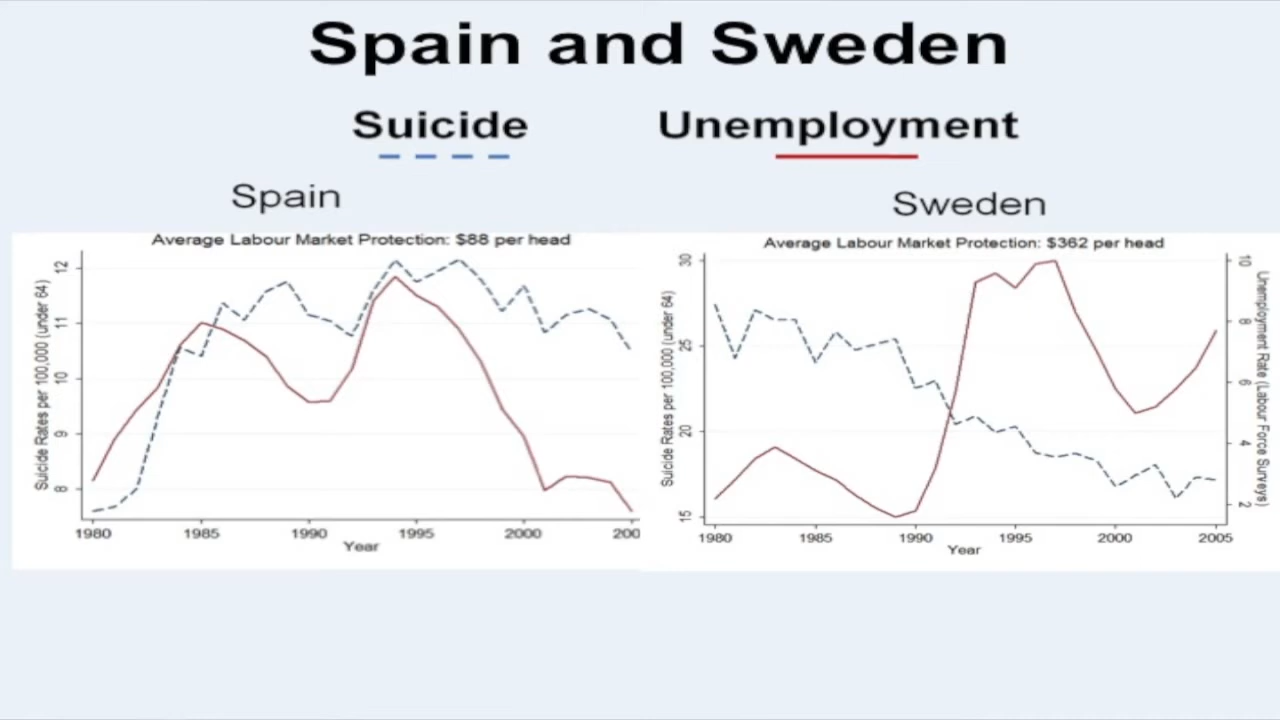 Spain and Sweden
Suicide Unemployment
Spain
Average Labour Market Protection: $88 per head
Suicide Rates per 100,000 (under 64)
12
11
10
9
8
1980 1985 1990 1995 2000 200
Year
Sweden
Average Labour Market Protection: $362 per head
Suicide Rates per 100,000 (under 64)
30
25
20
15
10
8
6
4
2
Unemployment Rate (Labour Force Surveys)
1980 1985 1990 1995 2000 2005
Year